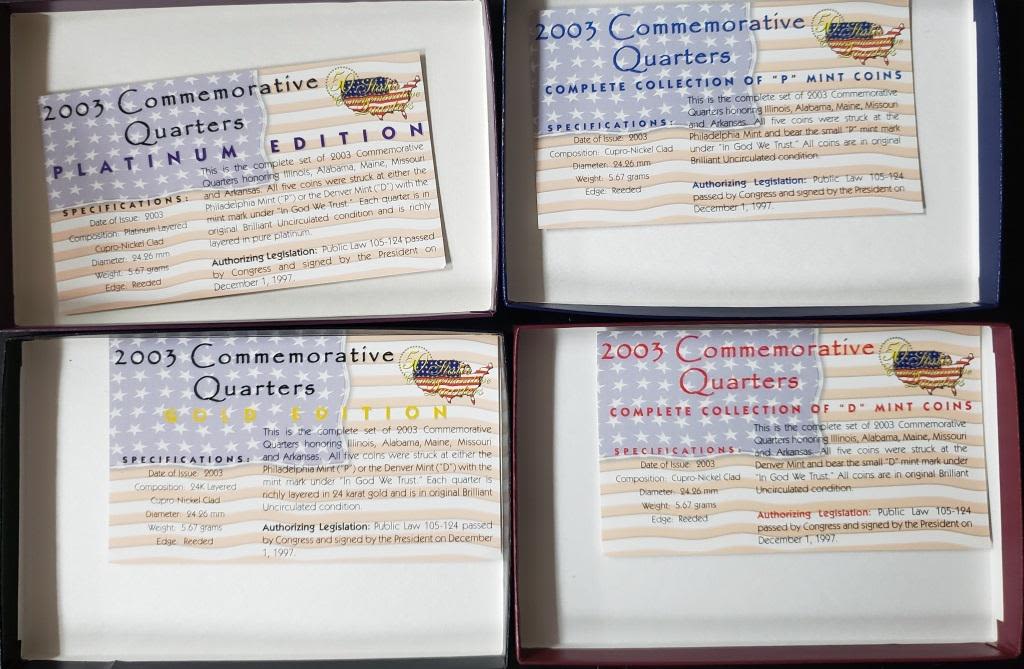 2003 Commemorative
Quarters
PLATINUM EDITION
SPECIFICATIONS:
Date of Issue: 2003
Composition: Platinum Layered
Cupro-Nickel Clad
Diameter: 24.26 mm
Weight: 5.67 grams
Edge: Reeded
This is the complete set of 2003 Commemorative
Quarters honoring Illinois, Alabama, Maine, Missouri
and Arkansas. All five coins were struck at either the
Philadelphia Mint ("P") or the Denver Mint ("D") with the
mint mark under "In God We Trust." Each quarter is in
original Brilliant Uncirculated condition and is richly
layered in pure platinum.
Authorizing Legislation: Public Law 105-124 passed
by Congress and signed by the President on
December 1, 1997.
2003 Commemorative
Quarters
COMPLETE COLLECTION OF "P" MINT COINS
SPECIFICATIONS:
Date of Issue: 2003
Composition: Cupro-Nickel Clad
Diameter: 24.26 mm
Weight: 5.67 grams
Edge: Reeded
This is the complete set of 2003 Commemorative
Quarters honoring Illinois, Alabama, Maine, Missouri
and Arkansas. All five coins were struck at the
Philadelphia Mint and bear the small "P" mint mark
under "In God We Trust." All coins are in original
Brilliant Uncirculated condition.
Authorizing Legislation: Public Law 105-124
passed by Congress and signed by the President on
December 1, 1997.
2003 Commemorative
Quarters
GOLD EDITION
SPECIFICATIONS:
Date of Issue: 2003
Composition: 24K Layered
Cupro-Nickel Clad
Diameter: 24.26 mm
Weight: 5.67 grams
Edge: Reeded
This is the complete set of 2003 Commemorative
Quarters honoring Illinois, Alabama, Maine, Missouri
and Arkansas. All five coins were struck at either the
Philadelphia Mint ("P") or the Denver Mint ("D") with the
mint mark under "In God We Trust." Each quarter is
richly layered in 24 karat gold and is in original Brilliant
Uncirculated condition.
Authorizing Legislation: Public Law 105-124 passed
by Congress and signed by the President on December
1, 1997.
2003 Commemorative
Quarters
COMPLETE COLLECTION OF "D" MINT COINS
SPECIFICATIONS:
Date of Issue: 2003
Composition: Cupro-Nickel Clad
Diameter: 24.26 mm
Weight: 5.67 grams
Edge: Reeded
This is the complete set of 2003 Commemorative
Quarters honoring Illinois, Alabama, Maine, Missouri
and Arkansas. All five coins were struck at the
Denver Mint and bear the small "D" mint mark under
"In God We Trust." All coins are in original Brilliant
Uncirculated condition.
Authorizing Legislation: Public Law 105-124
passed by Congress and signed by the President on
December 1, 1997.